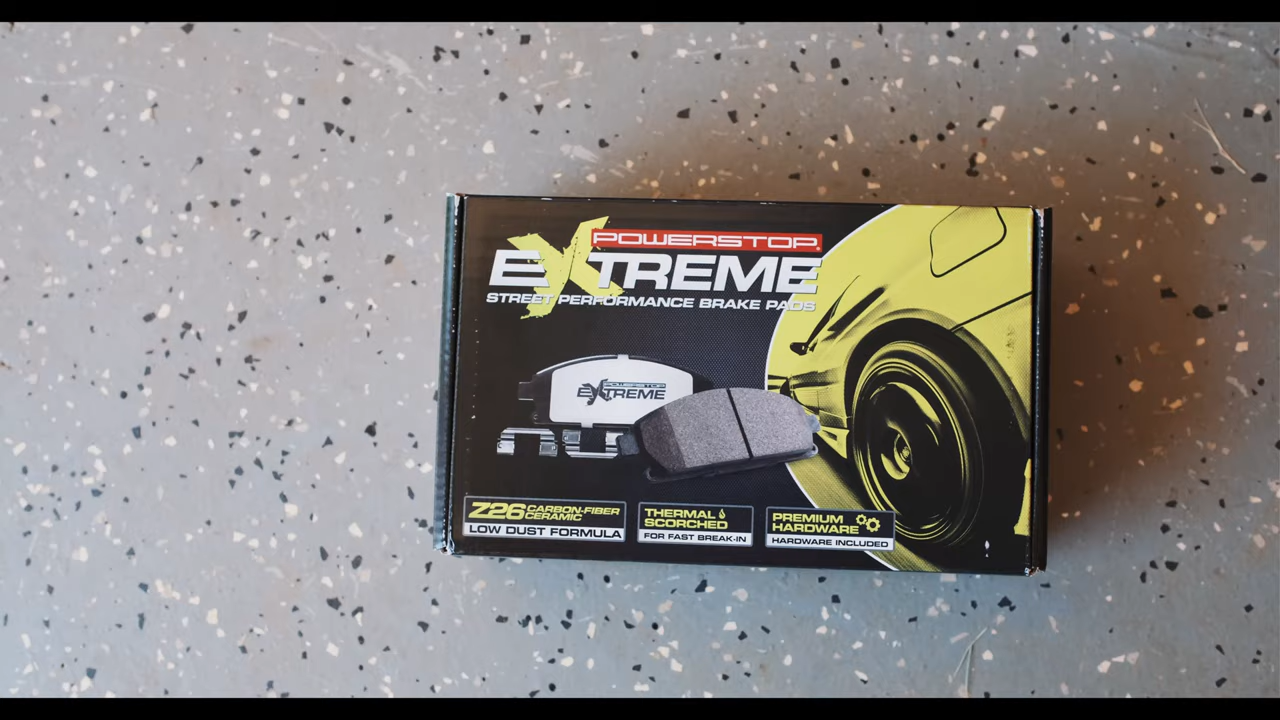 POWERSTOP®
EXTREME
STREET PERFORMANCE BRAKE PADS
POWERSTOP
EXTREME
Z26 CARBON-FIBER
CERAMIC
LOW DUST FORMULA
THERMAL
SCORCHED
FOR FAST BREAK-IN
PREMIUM
HARDWARE
HARDWARE INCLUDED